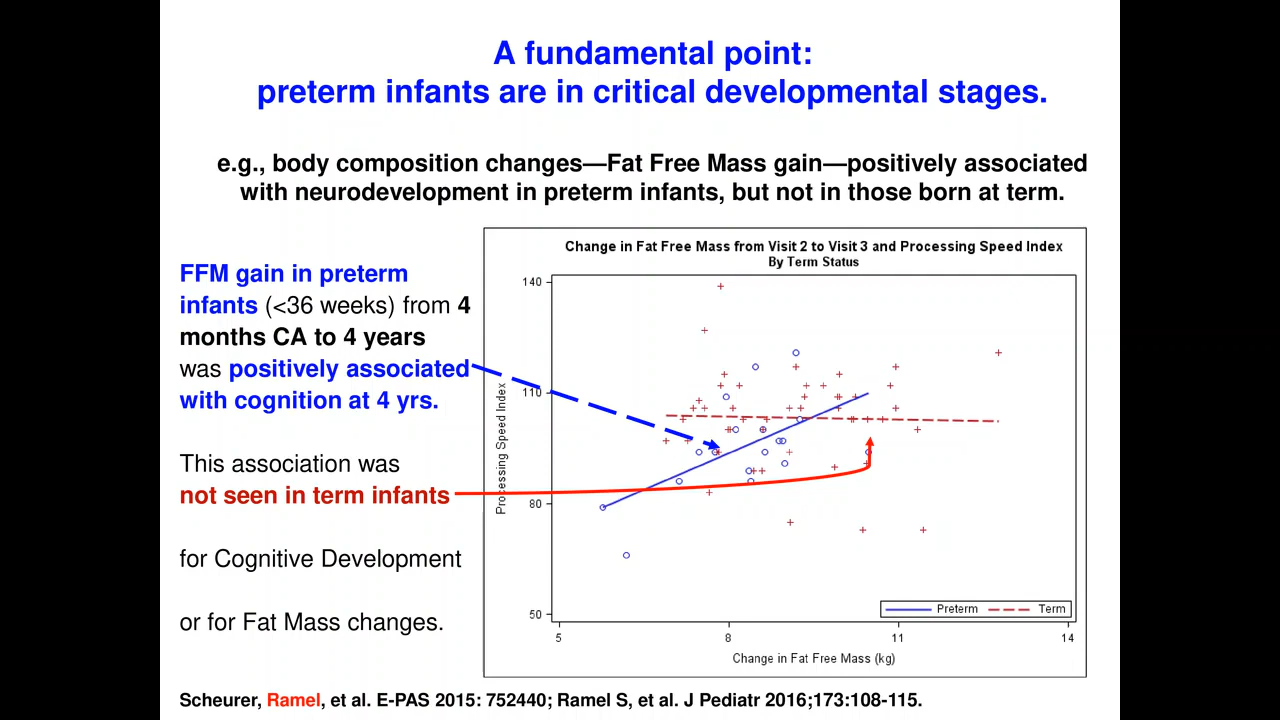 A fundamental point:
preterm infants are in critical developmental stages.
e.g., body composition changes—Fat Free Mass gain—positively associated
with neurodevelopment in preterm infants, but not in those born at term.
FFM gain in preterm
infants (<36 weeks) from 4
months CA to 4 years
was positively associated
with cognition at 4 yrs.
This association was
not seen in term infants
for Cognitive Development
or for Fat Mass changes.
Change in Fat Free Mass from Visit 2 to Visit 3 and Processing Speed Index
By Term Status
Processing Speed Index
140
110
80
50
5
8
11
14
Change in Fat Free Mass (kg)
Preterm
Term
Scheurer, Ramel, et al. E-PAS 2015: 752440; Ramel S, et al. J Pediatr 2016;173:108-115.